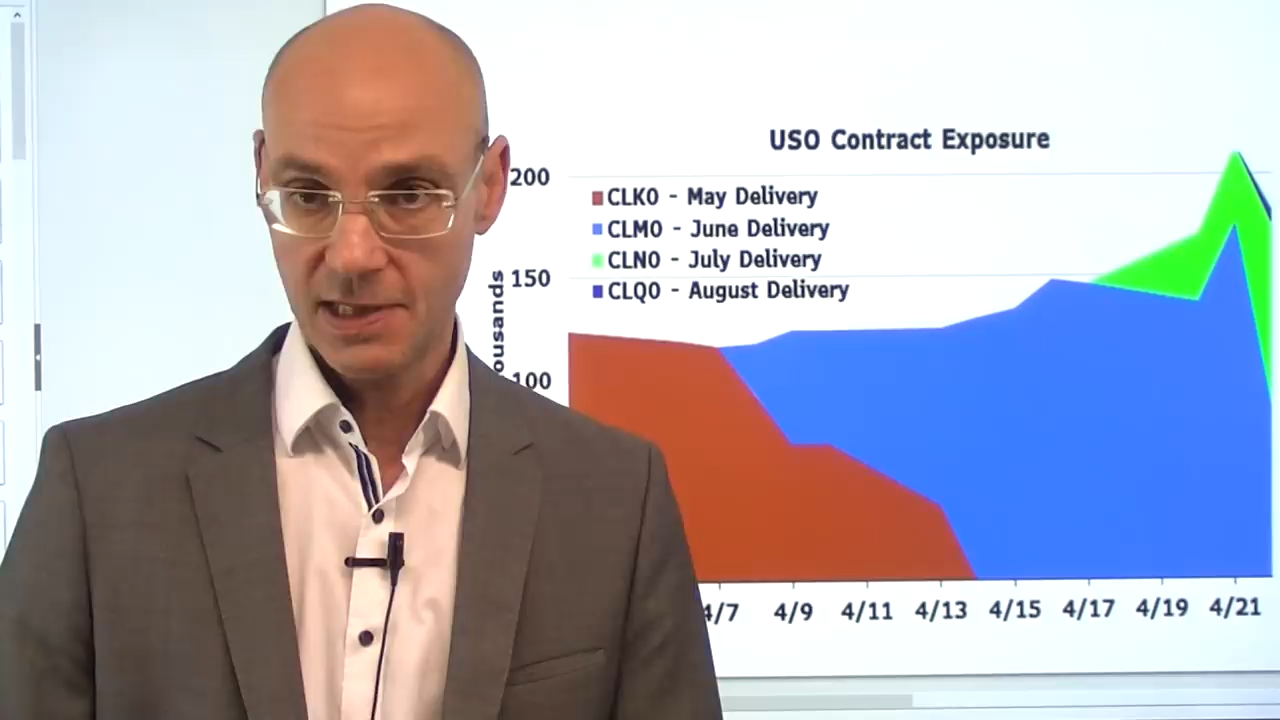 USO Contract Exposure
200
CLK0 - May Delivery
CLM0 - June Delivery
CLN0 - July Delivery
150
CLQ0 - August Delivery
ousands
100
4/7 4/9 4/11 4/13 4/15 4/17 4/19 4/21